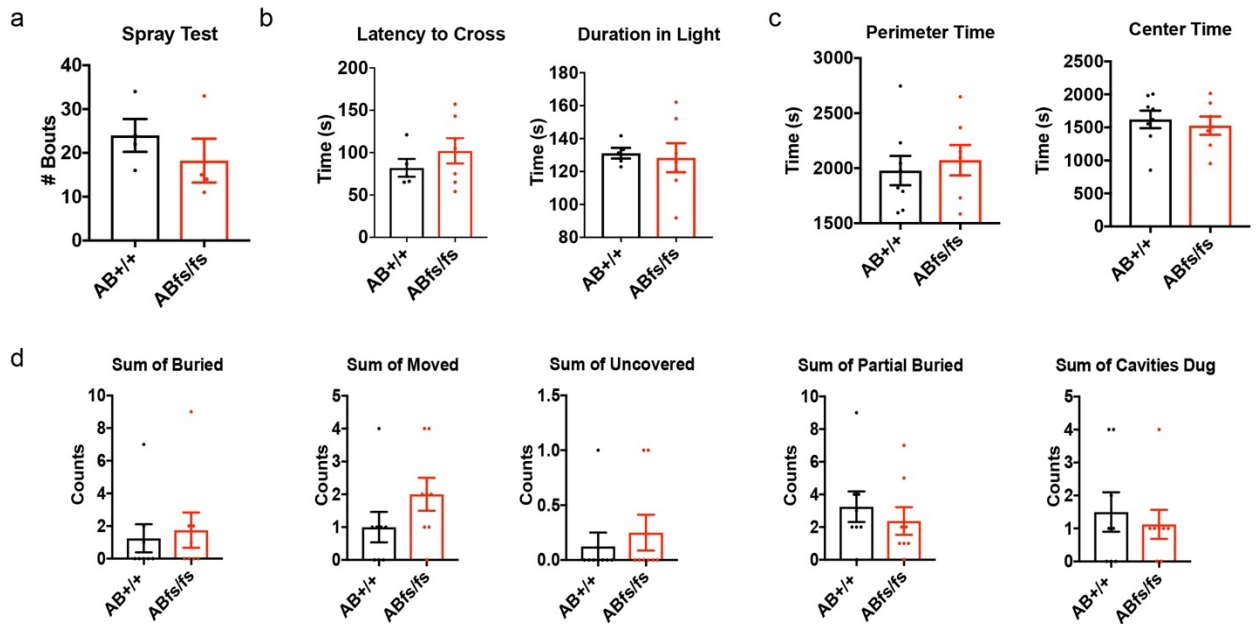 a
Spray Test
# Bouts
40
30
20
10
0
AB+/+
ABfs/fs
b
Latency to Cross
Time (s)
200
150
100
50
0
AB+/+
ABfs/fs
Duration in Light
Time (s)
180
160
140
120
100
80
AB+/+
ABfs/fs
c
Perimeter Time
Time (s)
3000
2500
2000
1500
AB+/+
ABfs/fs
Center Time
Time (s)
2500
2000
1500
1000
500
0
AB+/+
ABfs/fs
d
Sum of Buried
Counts
10
8
6
4
2
0
AB+/+
ABfs/fs
Sum of Moved
Counts
5
4
3
2
1
0
AB+/+
ABfs/fs
Sum of Uncovered
Counts
1.5
1.0
0.5
0.0
AB+/+
ABfs/fs
Sum of Partial Buried
Counts
10
8
6
4
2
0
AB+/+
ABfs/fs
Sum of Cavities Dug
Counts
5
4
3
2
1
0
AB+/+
ABfs/fs